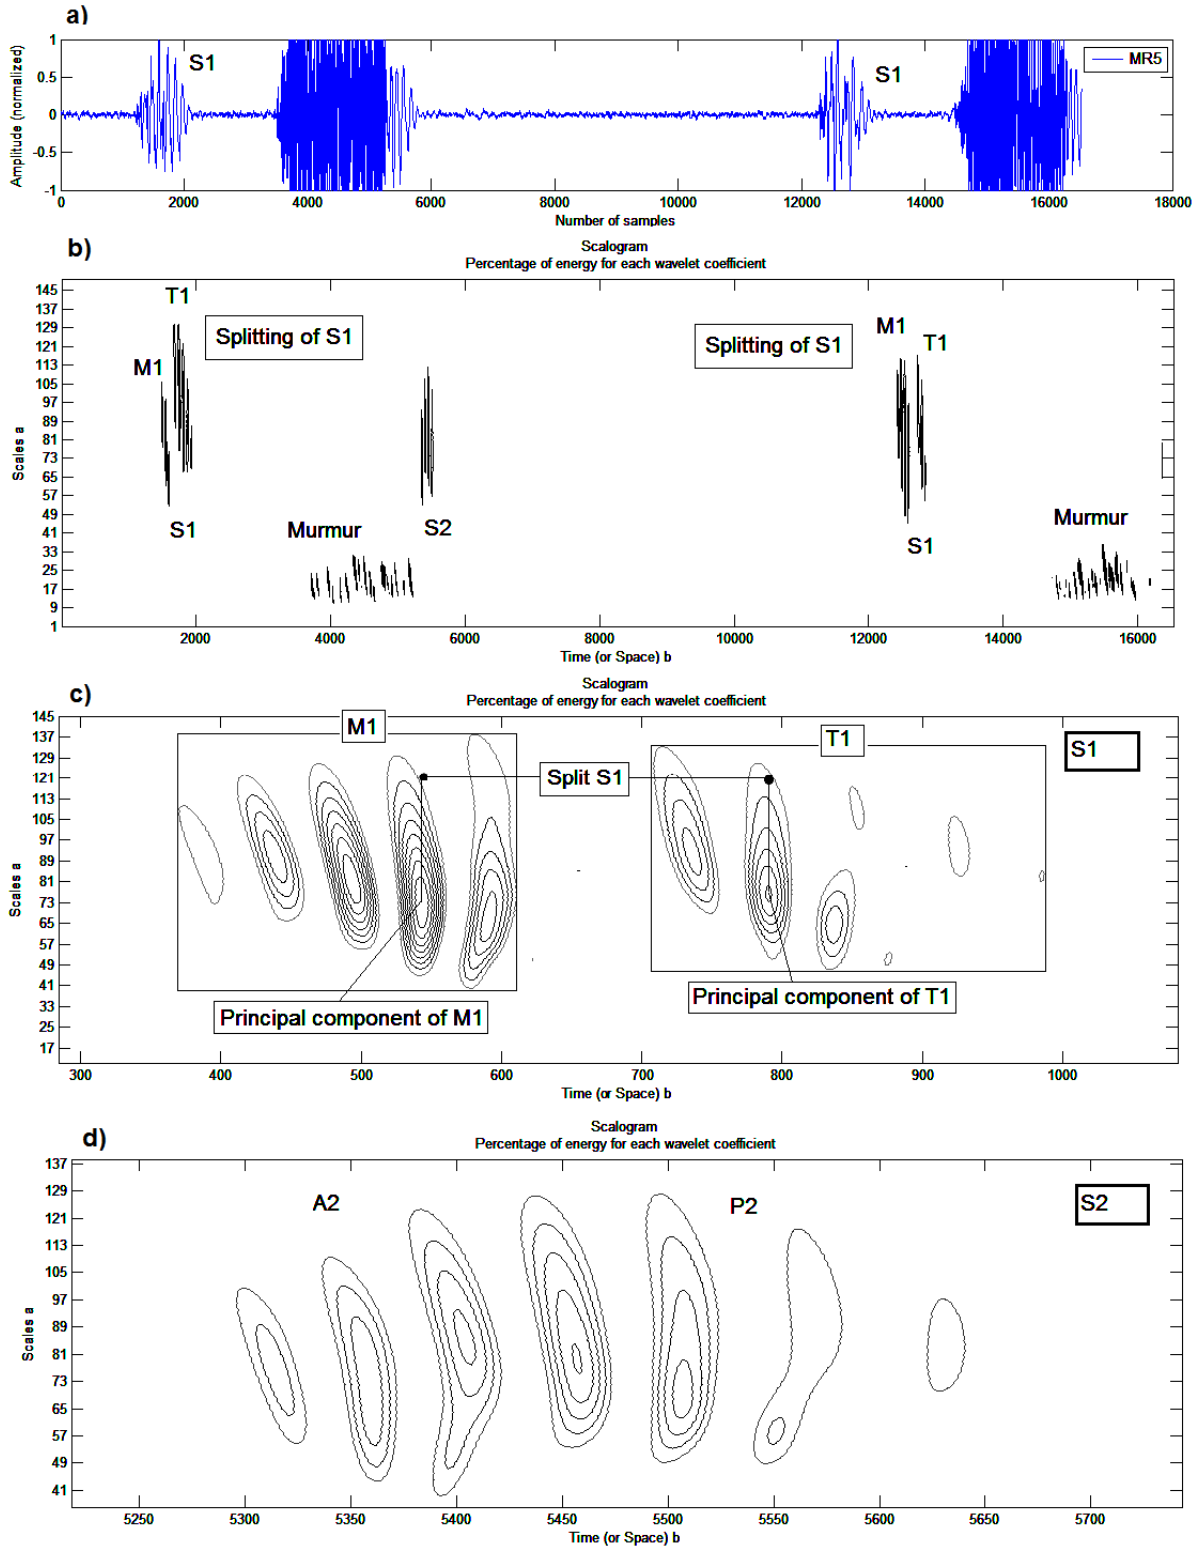 a)
1
0.5
0
-0.5
-1
Amplitude (normalized)
S1
S1
MR5
0 2000 4000 6000 8000 10000 12000 14000 16000 18000
Number of samples
b)
Scalogram
Percentage of energy for each wavelet coefficient
145
137
129
121
113
105
97
89
81
73
65
57
49
41
33
25
17
9
1
Scales a
T1
M1
Splitting of S1
S1
Murmur
S2
Splitting of S1
M1
T1
S1
Murmur
2000 4000 6000 8000 10000 12000 14000 16000
Time (or Space) b
c)
Scalogram
Percentage of energy for each wavelet coefficient
145
137
129
121
113
105
97
89
81
73
65
57
49
41
33
25
17
Scales a
M1
T1
S1
Split S1
Principal component of M1
Principal component of T1
300 400 500 600 700 800 900 1000
Time (or Space) b
d)
Scalogram
Percentage of energy for each wavelet coefficient
137
129
121
113
105
97
89
81
73
65
57
49
41
Scales a
A2
P2
S2
5250 5300 5350 5400 5450 5500 5550 5600 5650 5700
Time (or Space) b